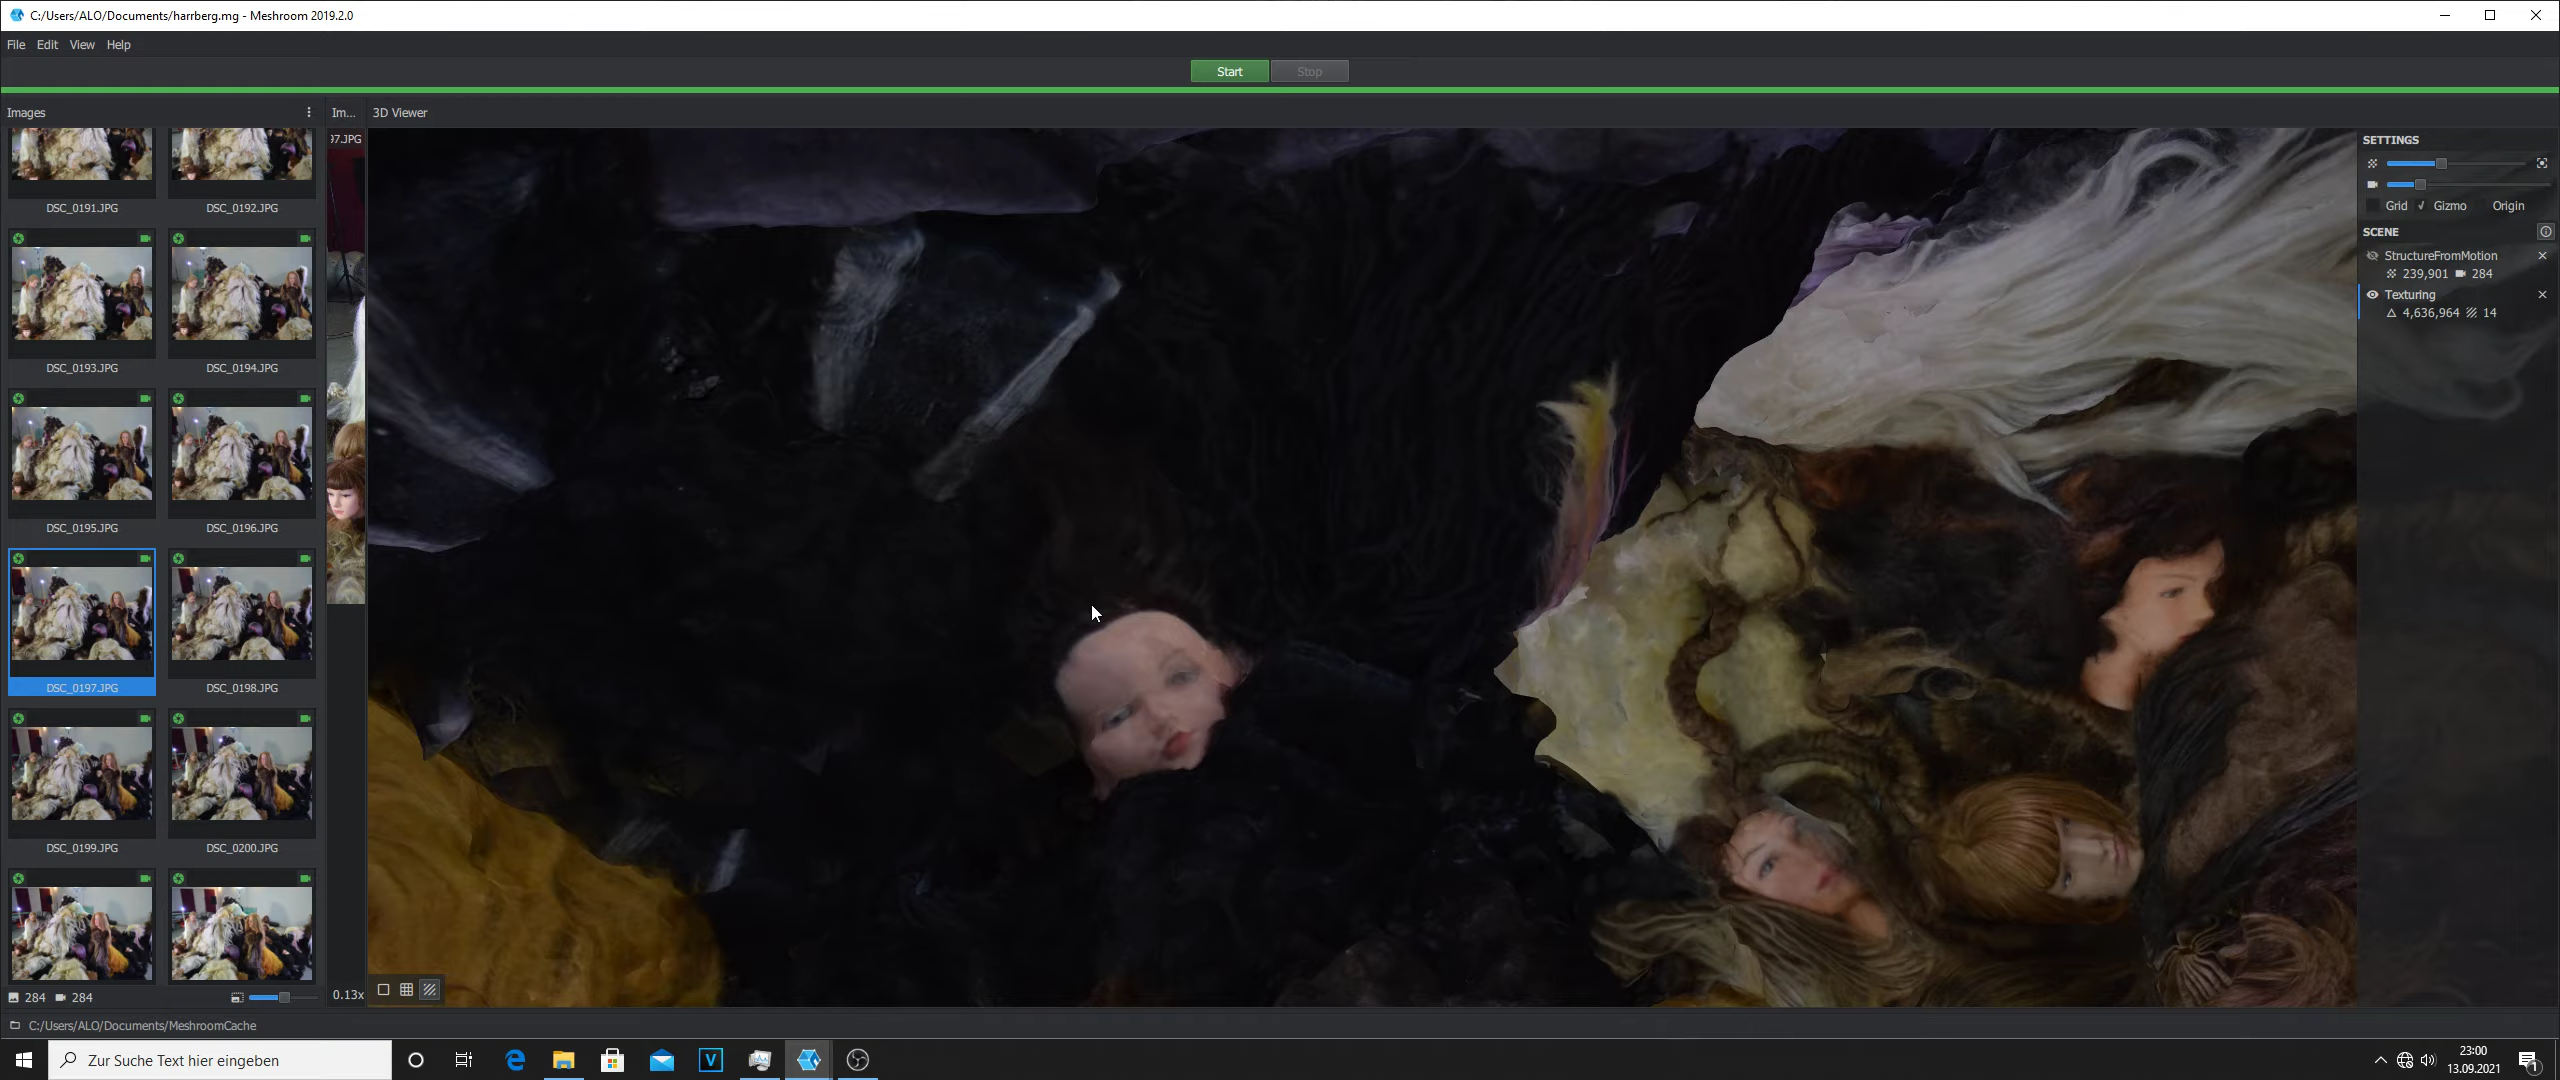 C:/Users/ALO/Documents/harrberg.mg - Meshroom 2019.2.0
File Edit View Help
Start Stop
Images
Im...
3D Viewer
97.JPG
SETTINGS
Grid Gizmo Origin
SCENE
StructureFromMotion
239,901 284
Texturing
4,636,964 14
DSC_0191.JPG DSC_0192.JPG
DSC_0193.JPG DSC_0194.JPG
DSC_0195.JPG DSC_0196.JPG
DSC_0197.JPG DSC_0198.JPG
DSC_0199.JPG DSC_0200.JPG
284 284
0.13x
C:/Users/ALO/Documents/MeshroomCache
Zur Suche Text hier eingeben
V
23:00
13.09.2021
1